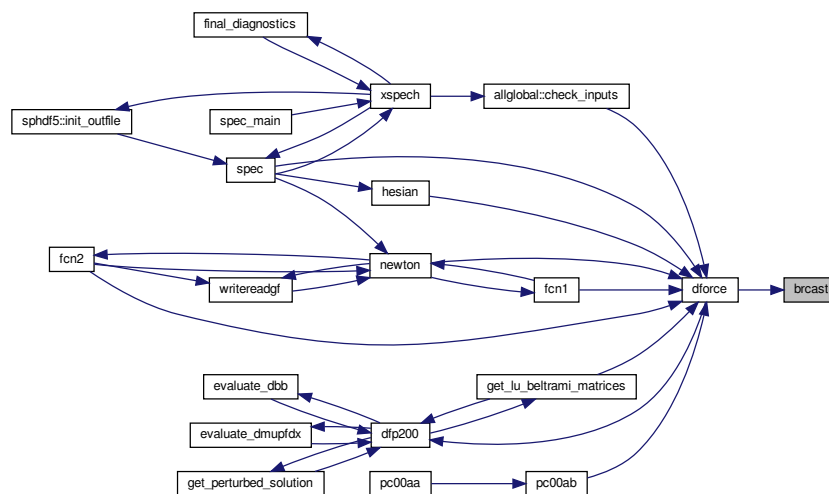 final_diagnostics
xspech
allglobal::check_inputs
sphdf5::init_outfile
spec_main
spec
hesian
fcn2
newton
writereadgf
fcn1
dforce
brcast
evaluate_dbb
get_lu_beltrami_matrices
evaluate_dmupfdx
dfp200
get_perturbed_solution
pc00aa
pc00ab